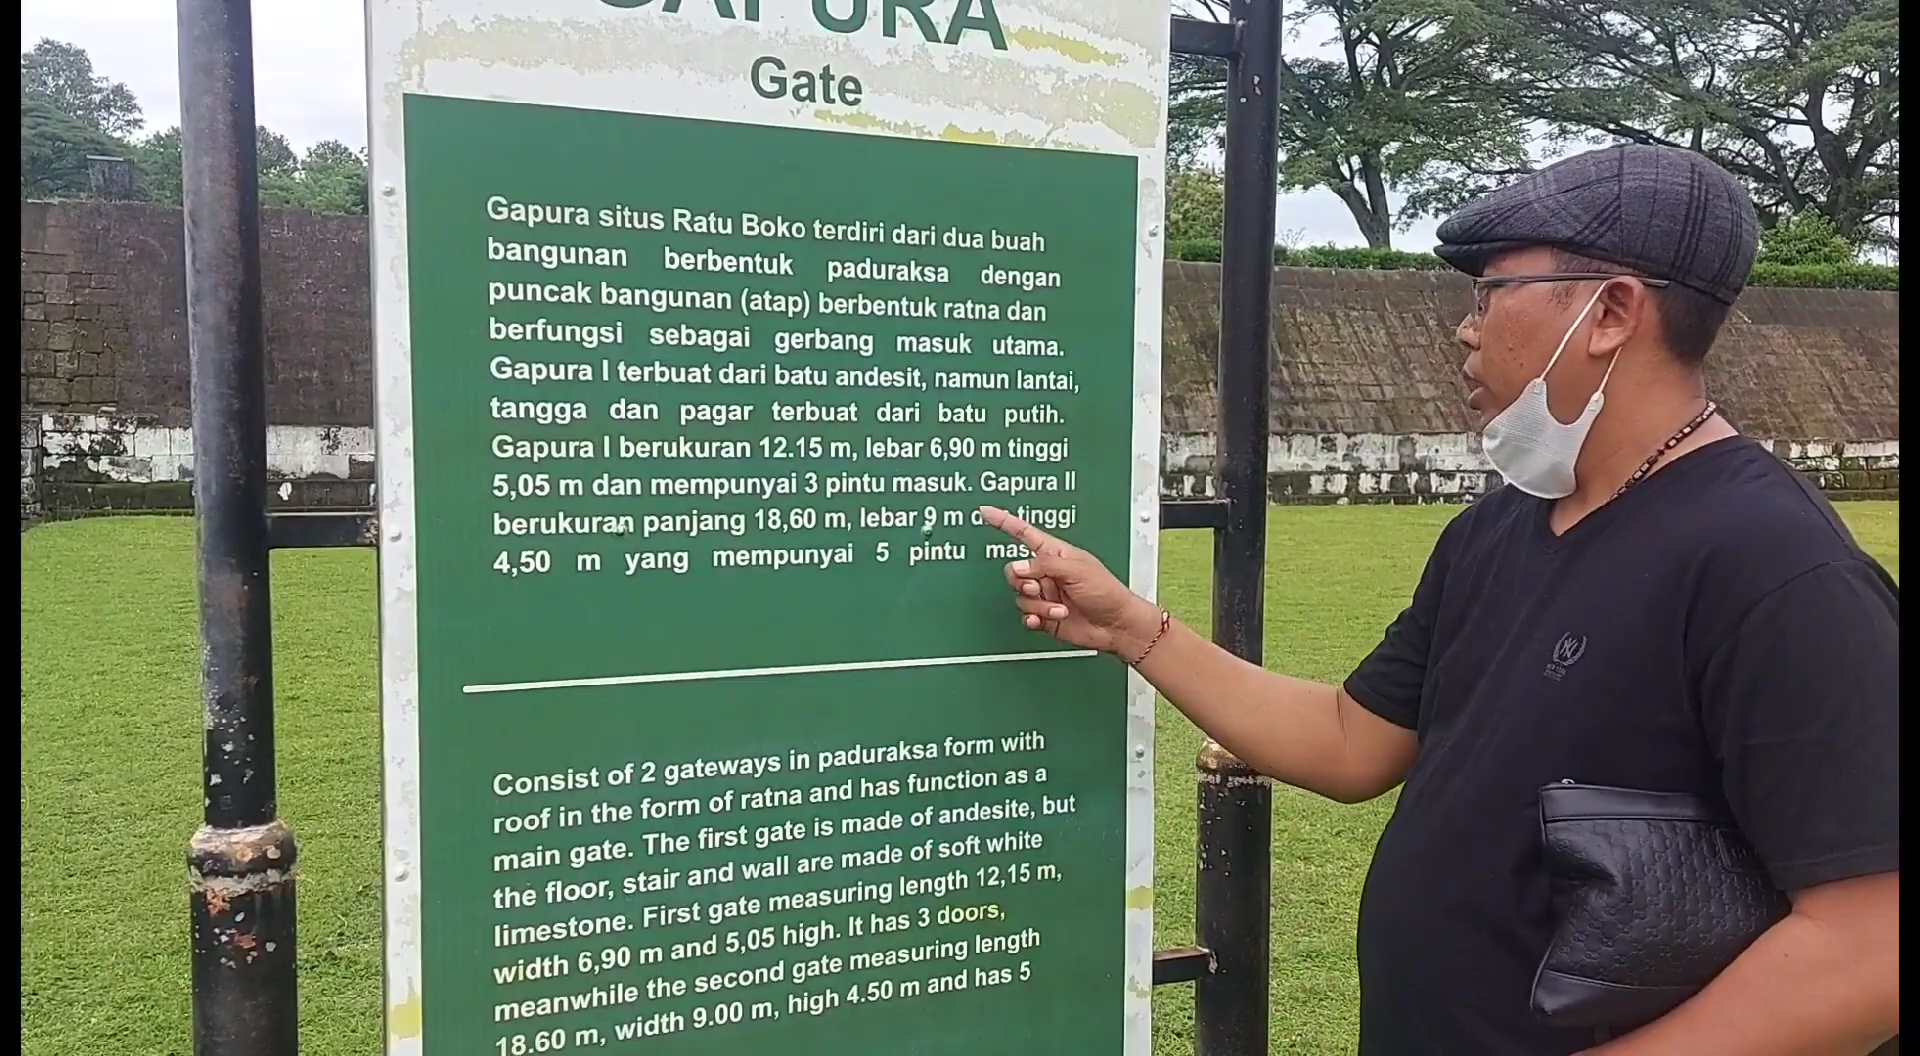 GAPURA
Gate
Gapura situs Ratu Boko terdiri dari dua buah
bangunan berbentuk paduraksa dengan
puncak bangunan (atap) berbentuk ratna dan
berfungsi sebagai gerbang masuk utama.
Gapura I terbuat dari batu andesit, namun lantai,
tangga dan pagar terbuat dari batu putih.
Gapura I berukuran 12.15 m, lebar 6,90 m tinggi
5,05 m dan mempunyai 3 pintu masuk. Gapura II
berukuran panjang 18,60 m, lebar 9 m tinggi
4,50 m yang mempunyai 5 pintu
Consist of 2 gateways in paduraksa form with
roof in the form of ratna and has function as a
main gate. The first gate is made of andesite, but
the floor, stair and wall are made of soft white
limestone. First gate measuring length 12,15 m,
width 6,90 m and 5,05 high. It has 3 doors,
meanwhile the second gate measuring length
18.60 m, width 9.00 m, high 4.50 m and has 5